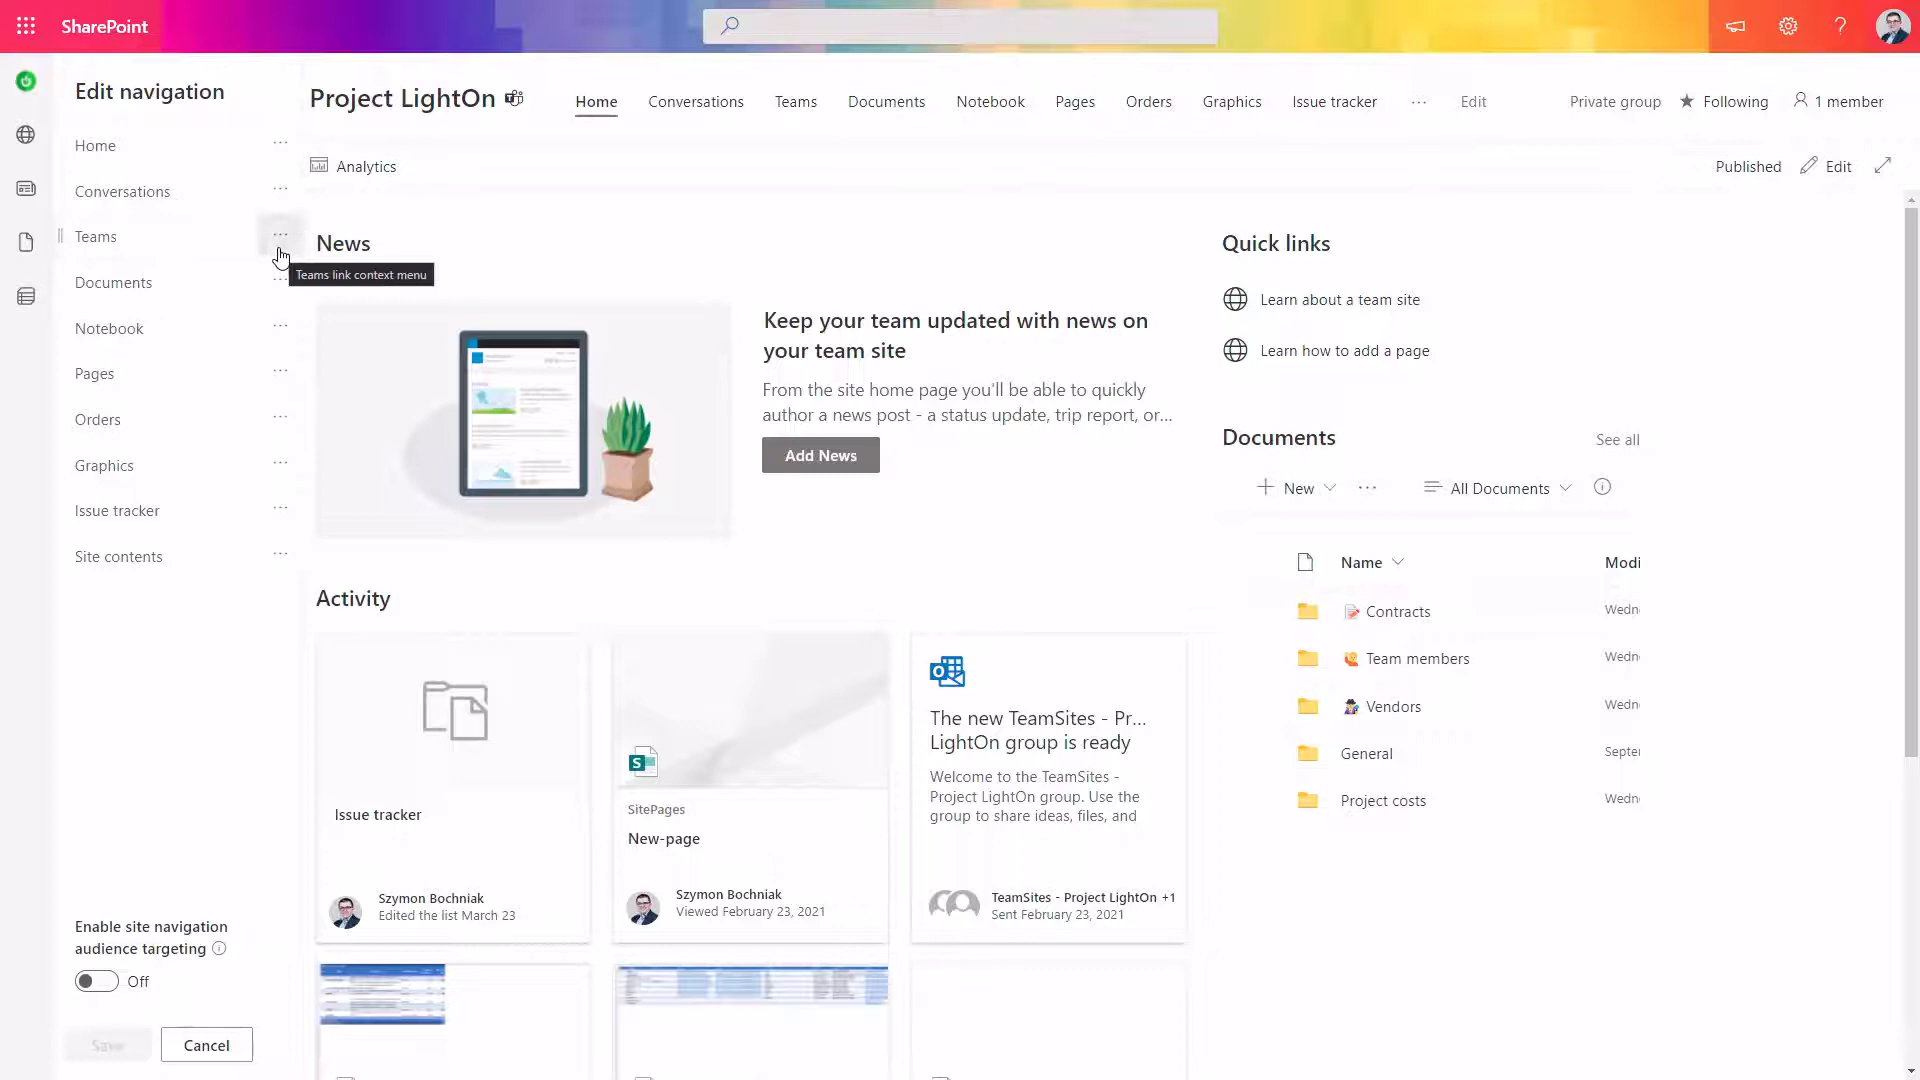 SharePoint
Edit navigation
Home
Conversations
Teams
Documents
Notebook
Pages
Orders
Graphics
Issue tracker
Site contents
Enable site navigation
audience targeting
Off
Save
Cancel
Teams link context menu
Project LightOn
Home
Conversations
Teams
Documents
Notebook
Pages
Orders
Graphics
Issue tracker
Edit
Private group
Following
1 member
Analytics
Published
Edit
News
Keep your team updated with news on
your team site
From the site home page you'll be able to quickly
author a news post - a status update, trip report, or...
Add News
Activity
Issue tracker
Szymon Bochniak
Edited the list March 23
SitePages
New-page
Szymon Bochniak
Viewed February 23, 2021
The new TeamSites - Pr...
LightOn group is ready
Welcome to the TeamSites -
Project LightOn group. Use the
group to share ideas, files, and
TeamSites - Project LightOn +1
Sent February 23, 2021
Quick links
Learn about a team site
Learn how to add a page
Documents
See all
New
All Documents
Name
Modi
Contracts
Wedn
Team members
Wedn
Vendors
Wedn
General
Septer
Project costs
Wedn